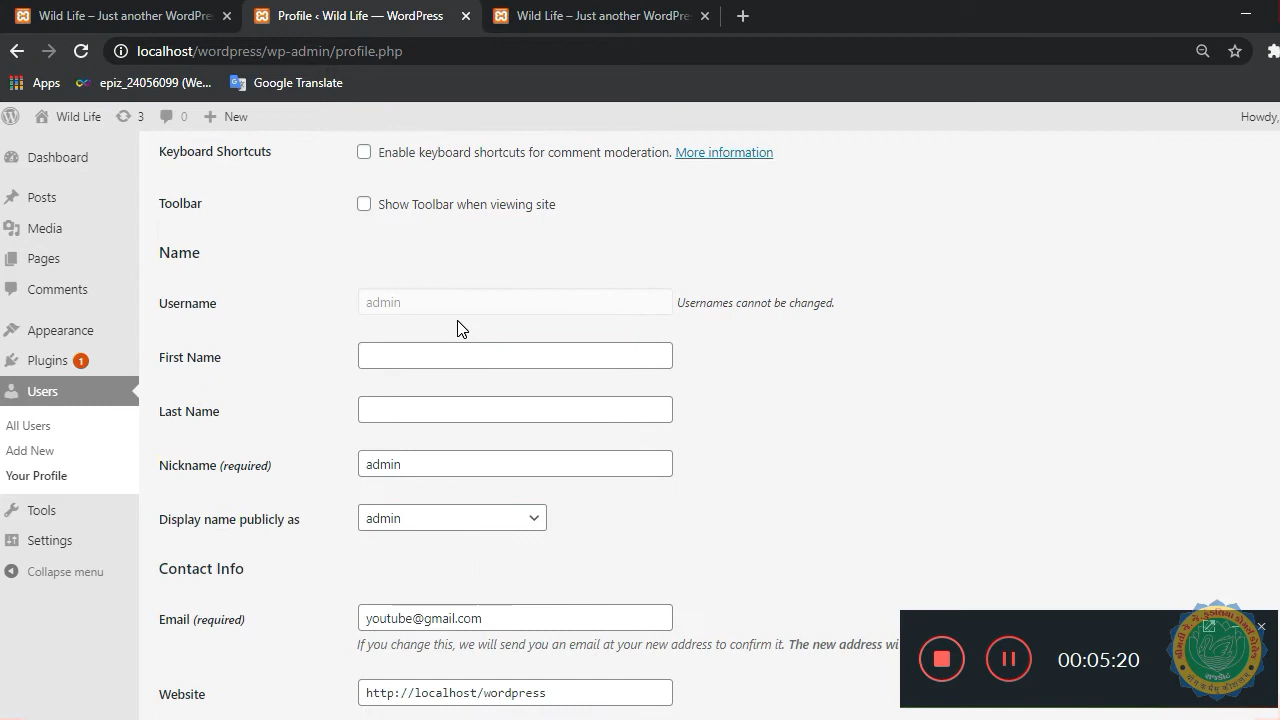 Wild Life – Just another WordPre
Profile ‹ Wild Life — WordPress
Wild Life – Just another WordPre
localhost/wordpress/wp-admin/profile.php
Apps
epiz_24056099 (We...
Google Translate
Wild Life
3
0
New
Howdy,
Dashboard
Posts
Media
Pages
Comments
Appearance
Plugins 1
Users
All Users
Add New
Your Profile
Tools
Settings
Collapse menu
Keyboard Shortcuts
Enable keyboard shortcuts for comment moderation. More information
Toolbar
Show Toolbar when viewing site
Name
Username
admin
Usernames cannot be changed.
First Name
Last Name
Nickname (required)
admin
Display name publicly as
admin
Contact Info
Email (required)
youtube@gmail.com
If you change this, we will send you an email at your new address to confirm it. The new address wi
Website
http://localhost/wordpress
00:05:20